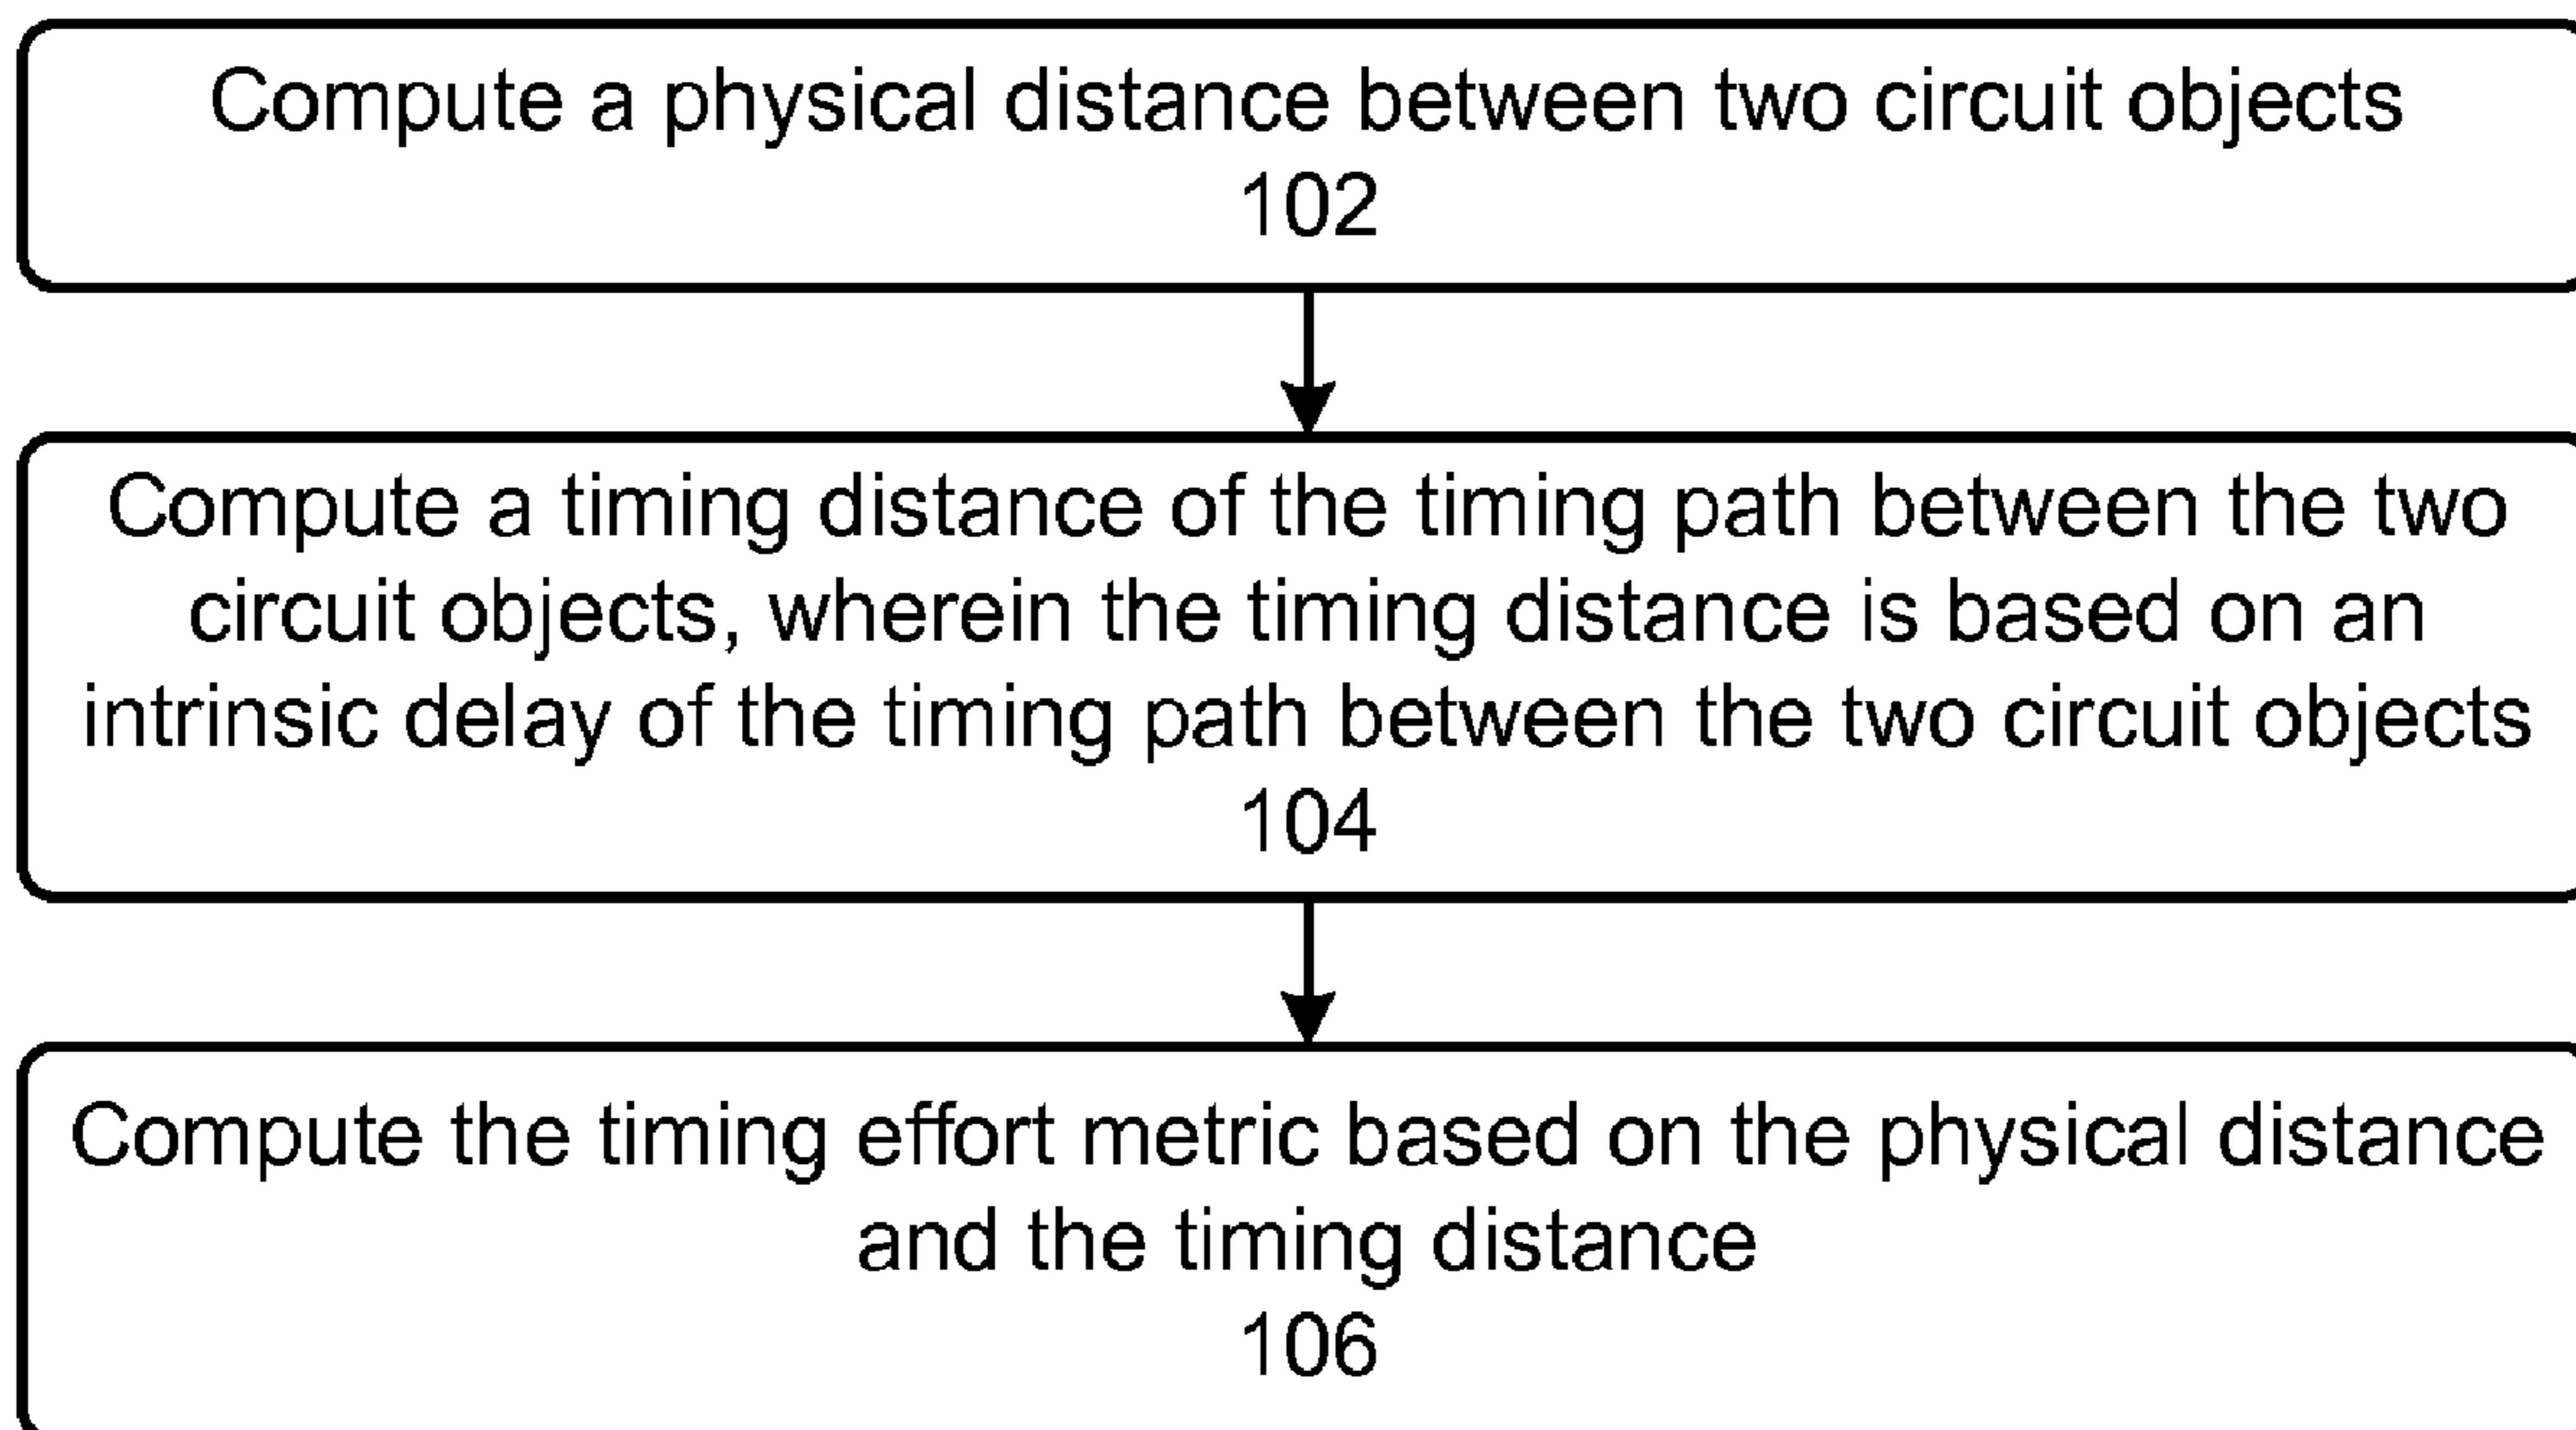 Compute a physical distance between two circuit objects
102
Compute a timing distance of the timing path between the two
circuit objects, wherein the timing distance is based on an
intrinsic delay of the timing path between the two circuit objects
104
Compute the timing effort metric based on the physical distance
and the timing distance
106